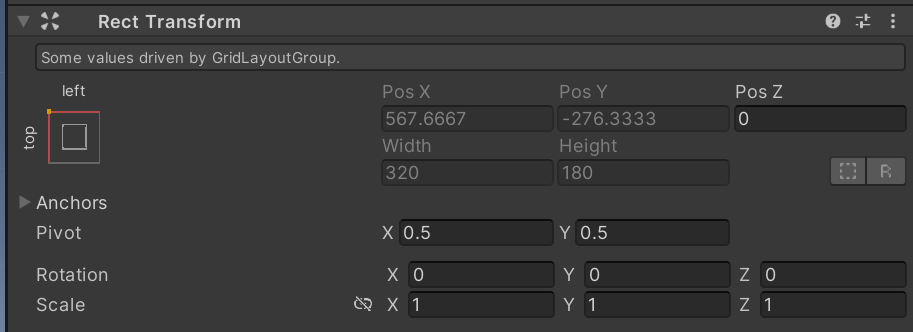 Rect Transform
Some values driven by GridLayoutGroup.
left
top
Pos X Pos Y Pos Z
567.6667 -276.3333 0
Width Height
320 180
R
Anchors
Pivot X 0.5 Y 0.5
Rotation X 0 Y 0 Z 0
Scale X 1 Y 1 Z 1